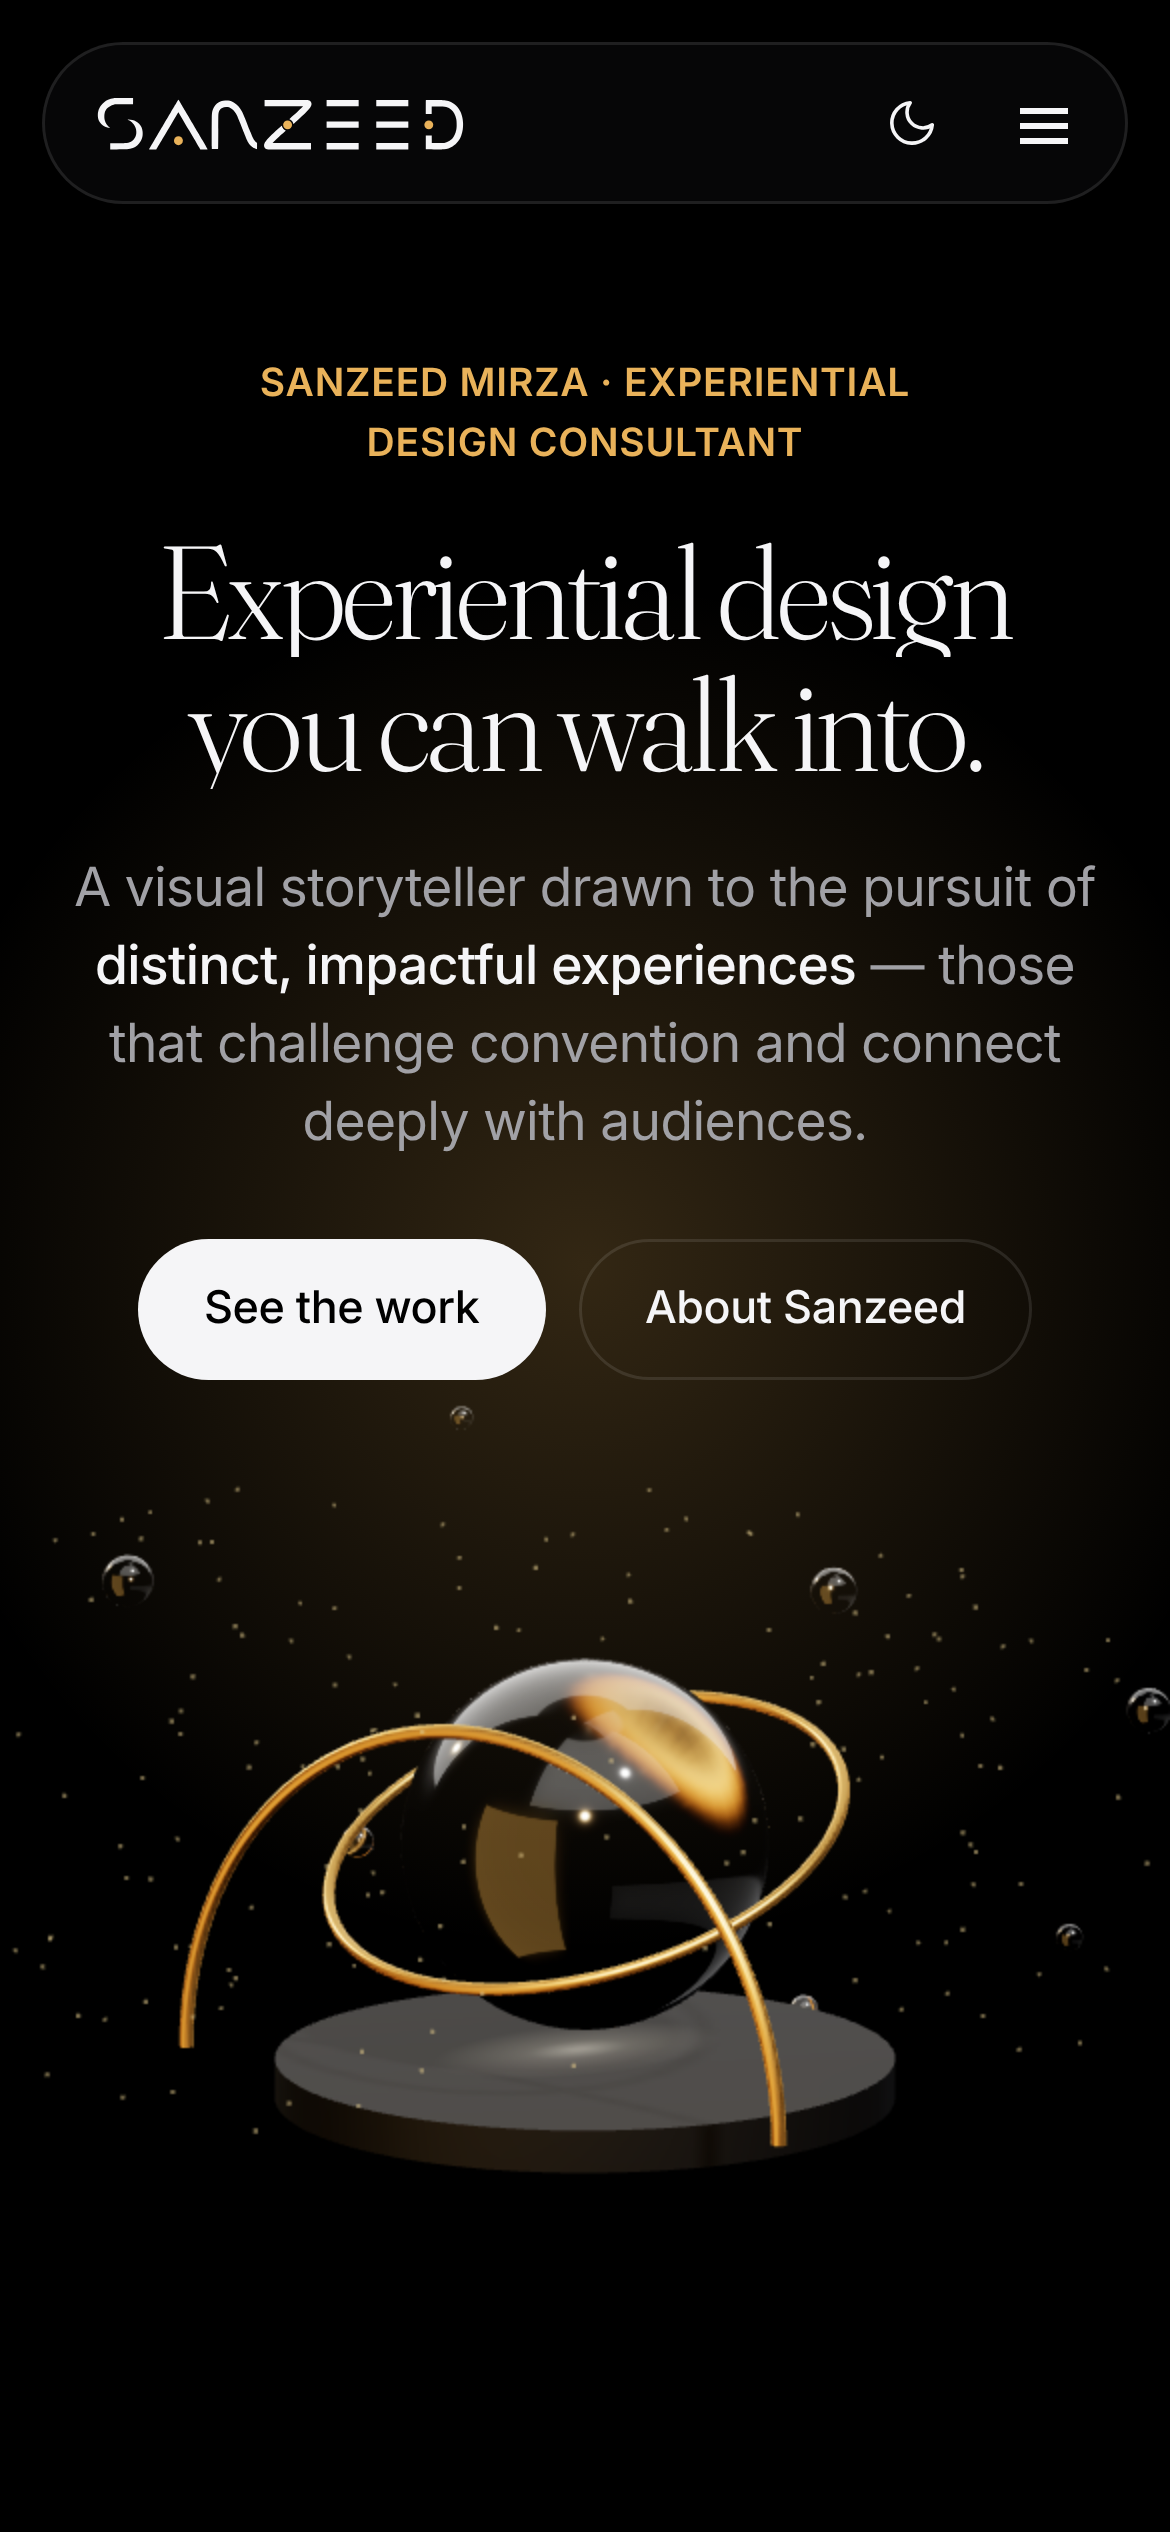 SANZEED
SANZEED MIRZA · EXPERIENTIAL
DESIGN CONSULTANT
Experiential design
you can walk into.
A visual storyteller drawn to the pursuit of
distinct, impactful experiences — those
that challenge convention and connect
deeply with audiences.
See the work
About Sanzeed